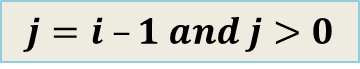 j = i – 1 and j > 0